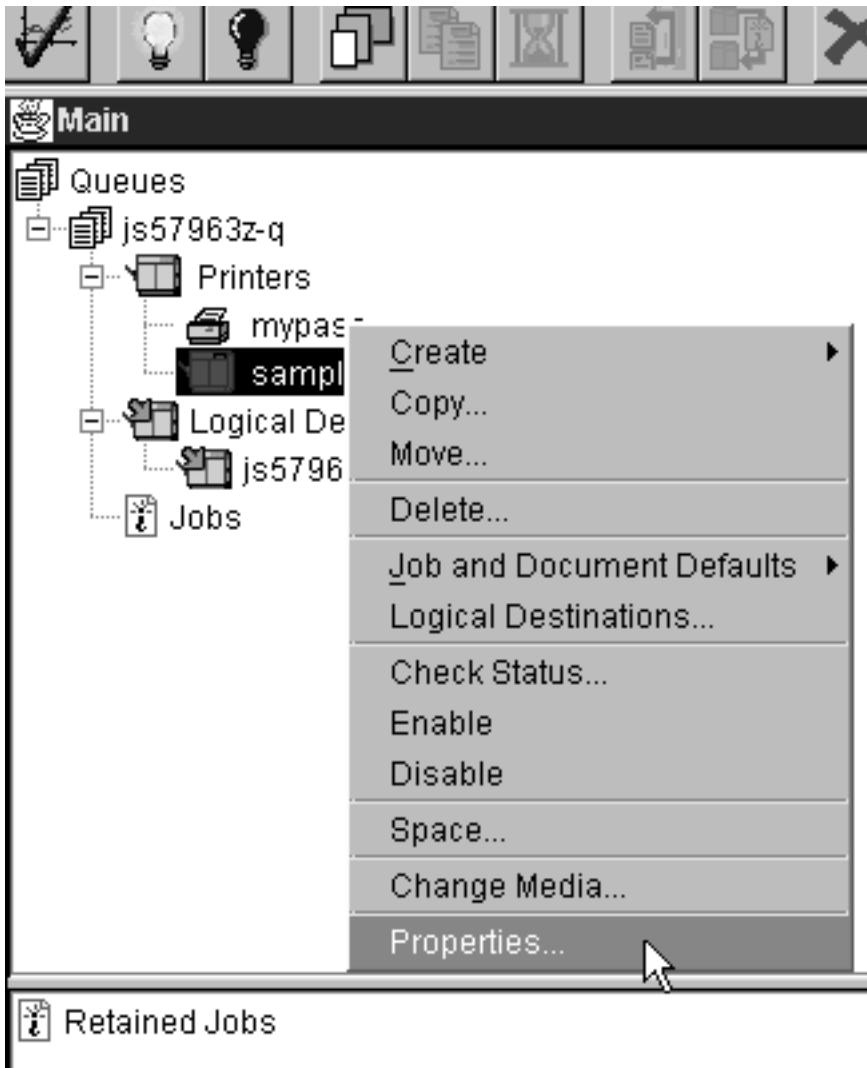 Main
Queues
js57963z-q
Printers
sampl
Logical De
js5796
Jobs
Create
Copy...
Move...
Delete...
Job and Document Defaults
Logical Destinations...
Check Status...
Enable
Disable
Space...
Change Media...
Properties...
Retained Jobs